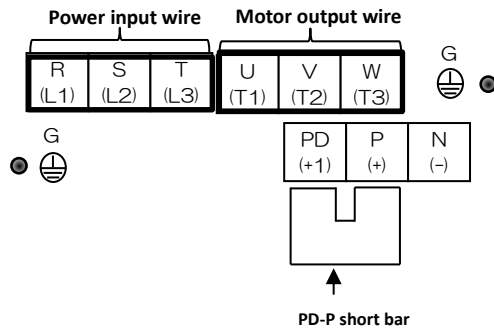 Power input wire Motor output wire
R S T U V W G
(L1) (L2) (L3) (T1) (T2) (T3)
G
PD P N
(+1) (+) (−)
PD-P short bar